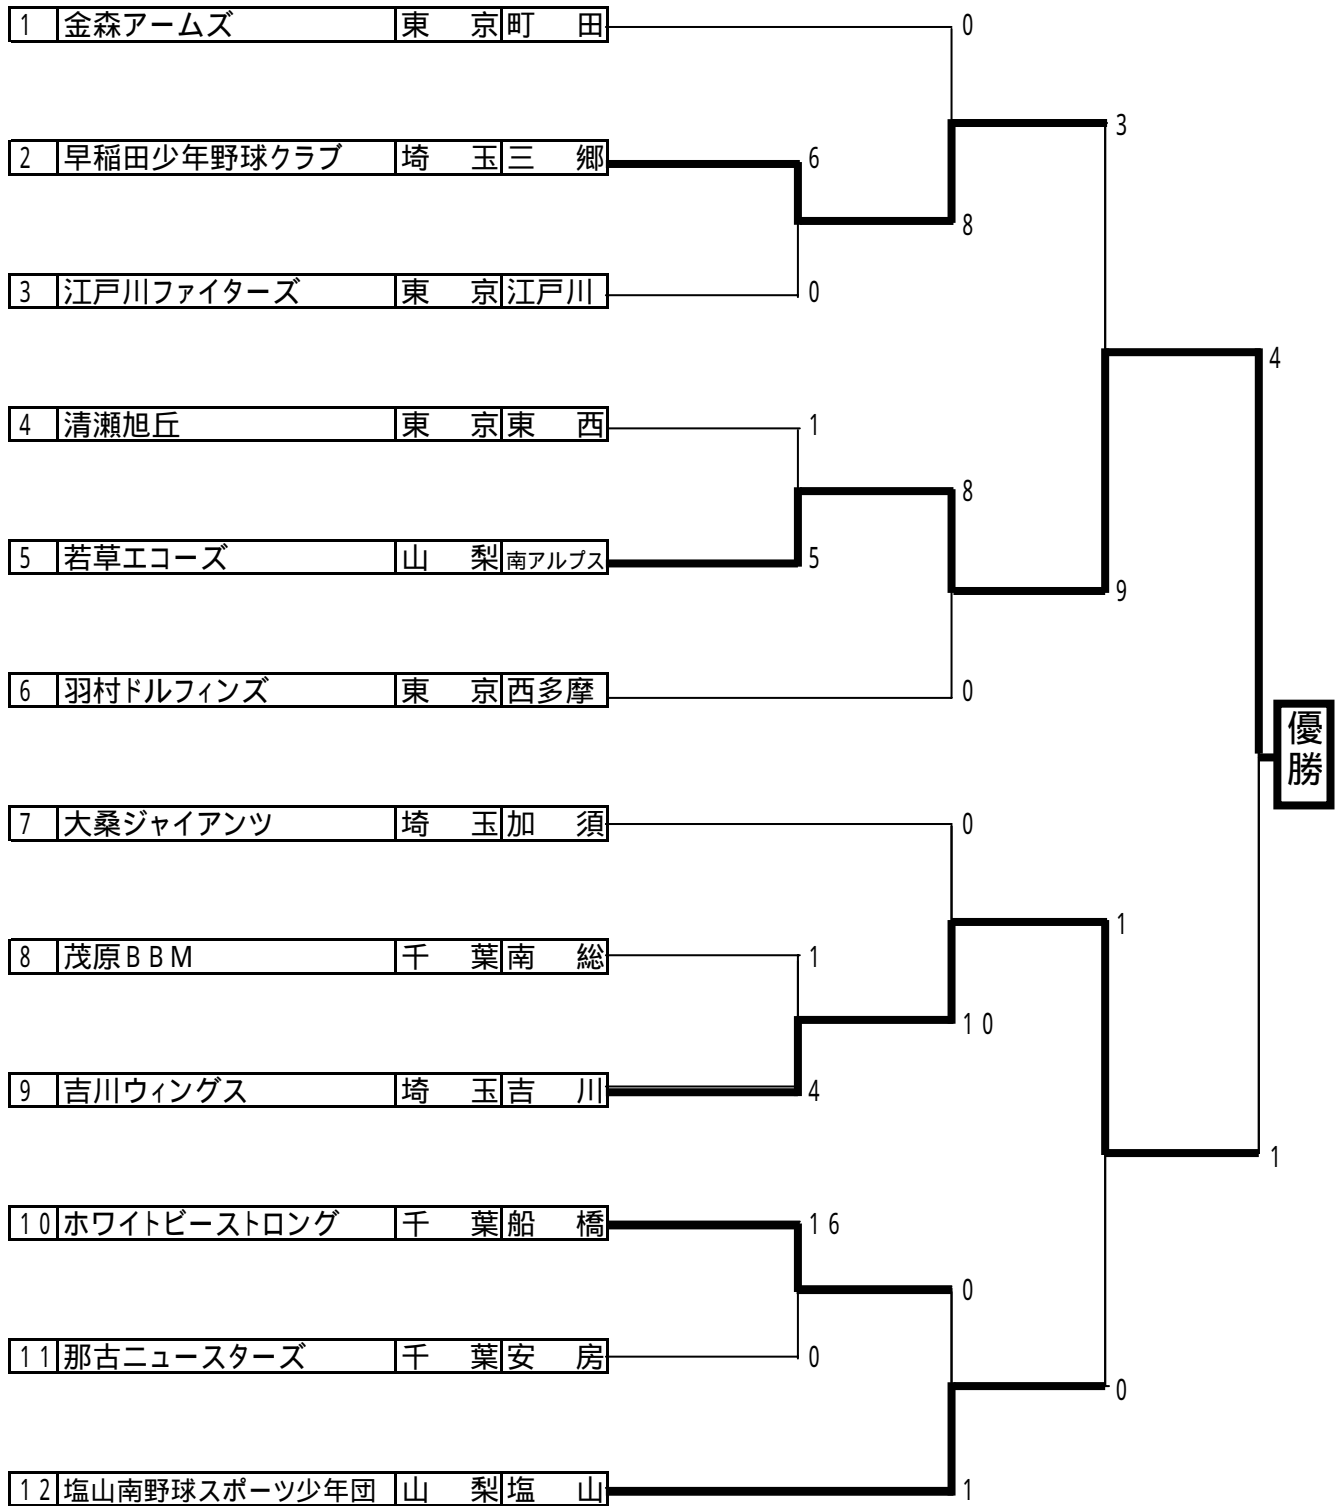 1 金森アームズ 東 京 町 田 0
3
2 早稲田少年野球クラブ 埼 玉 三 郷 6
8
3 江戸川ファイターズ 東 京 江戸川 0
4
4 清瀬旭丘 東 京 東 西 1
8
5 若草エコーズ 山 梨 南アルプス 5
9
6 羽村ドルフィンズ 東 京 西多摩 0
優勝
7 大桑ジャイアンツ 埼 玉 加 須 0
1
8 茂原BBM 千 葉 南 総 1
10
9 吉川ウィングス 埼 玉 吉 川 4
1
10 ホワイトビーストロング 千 葉 船 橋 16
0
11 那古ニュースターズ 千 葉 安 房 0
0
12 塩山南野球スポーツ少年団 山 梨 塩 山 1